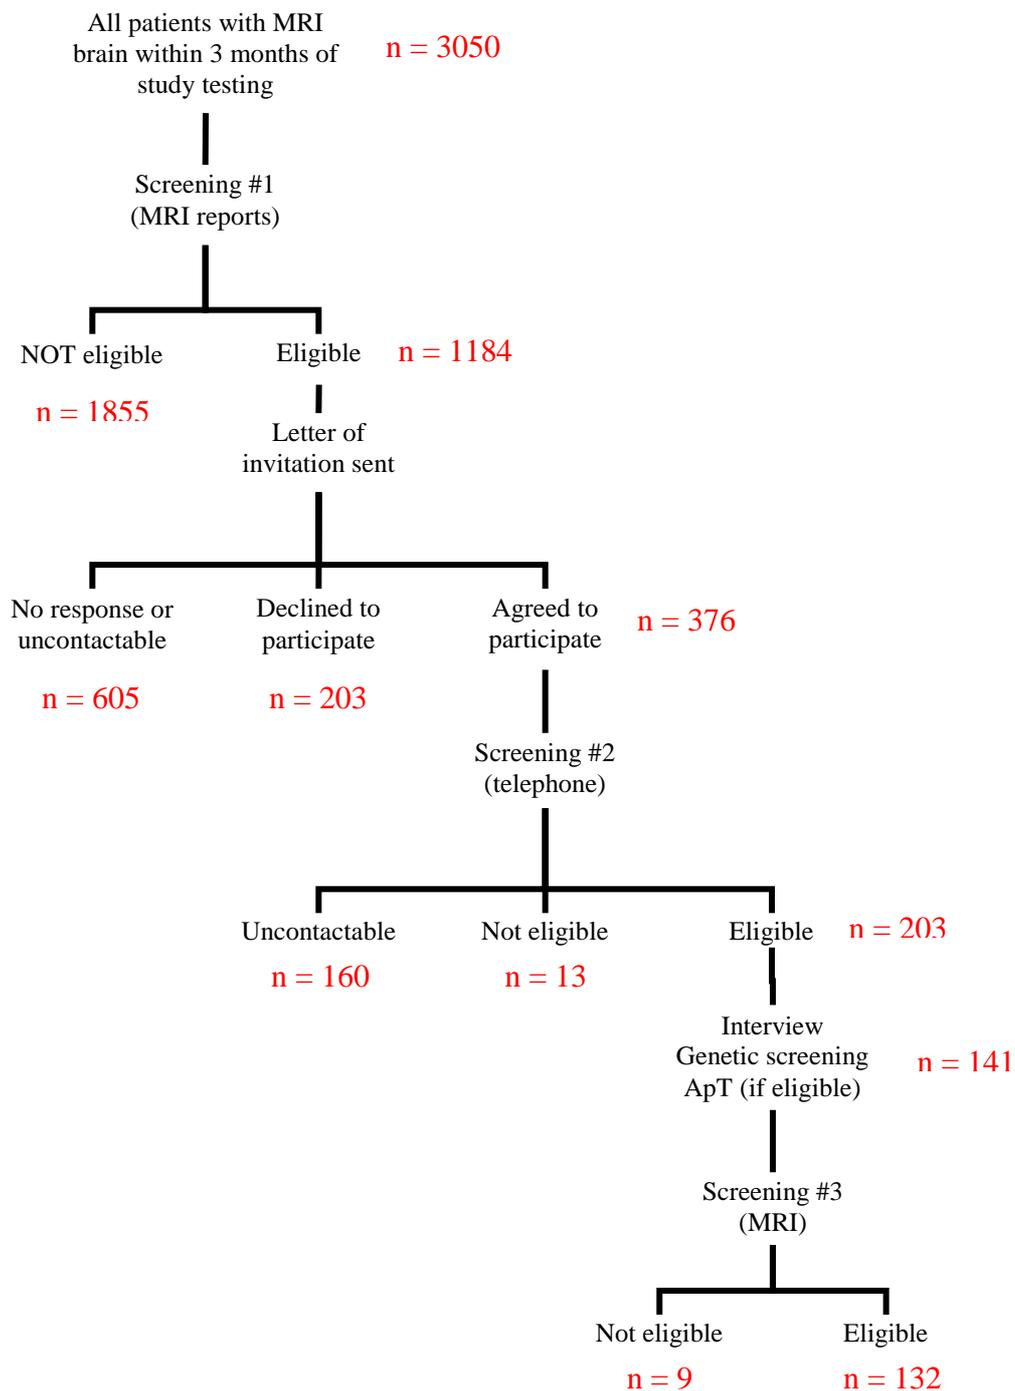 All patients with MRI
brain within 3 months of
study testing
n = 3050
Screening #1
(MRI reports)
NOT eligible
n = 1855
Eligible
n = 1184
Letter of
invitation sent
No response or
uncontactable
n = 605
Declined to
participate
n = 203
Agreed to
participate
n = 376
Screening #2
(telephone)
Uncontactable
n = 160
Not eligible
n = 13
Eligible
n = 203
Interview
Genetic screening
ApT (if eligible)
n = 141
Screening #3
(MRI)
Not eligible
n = 9
Eligible
n = 132